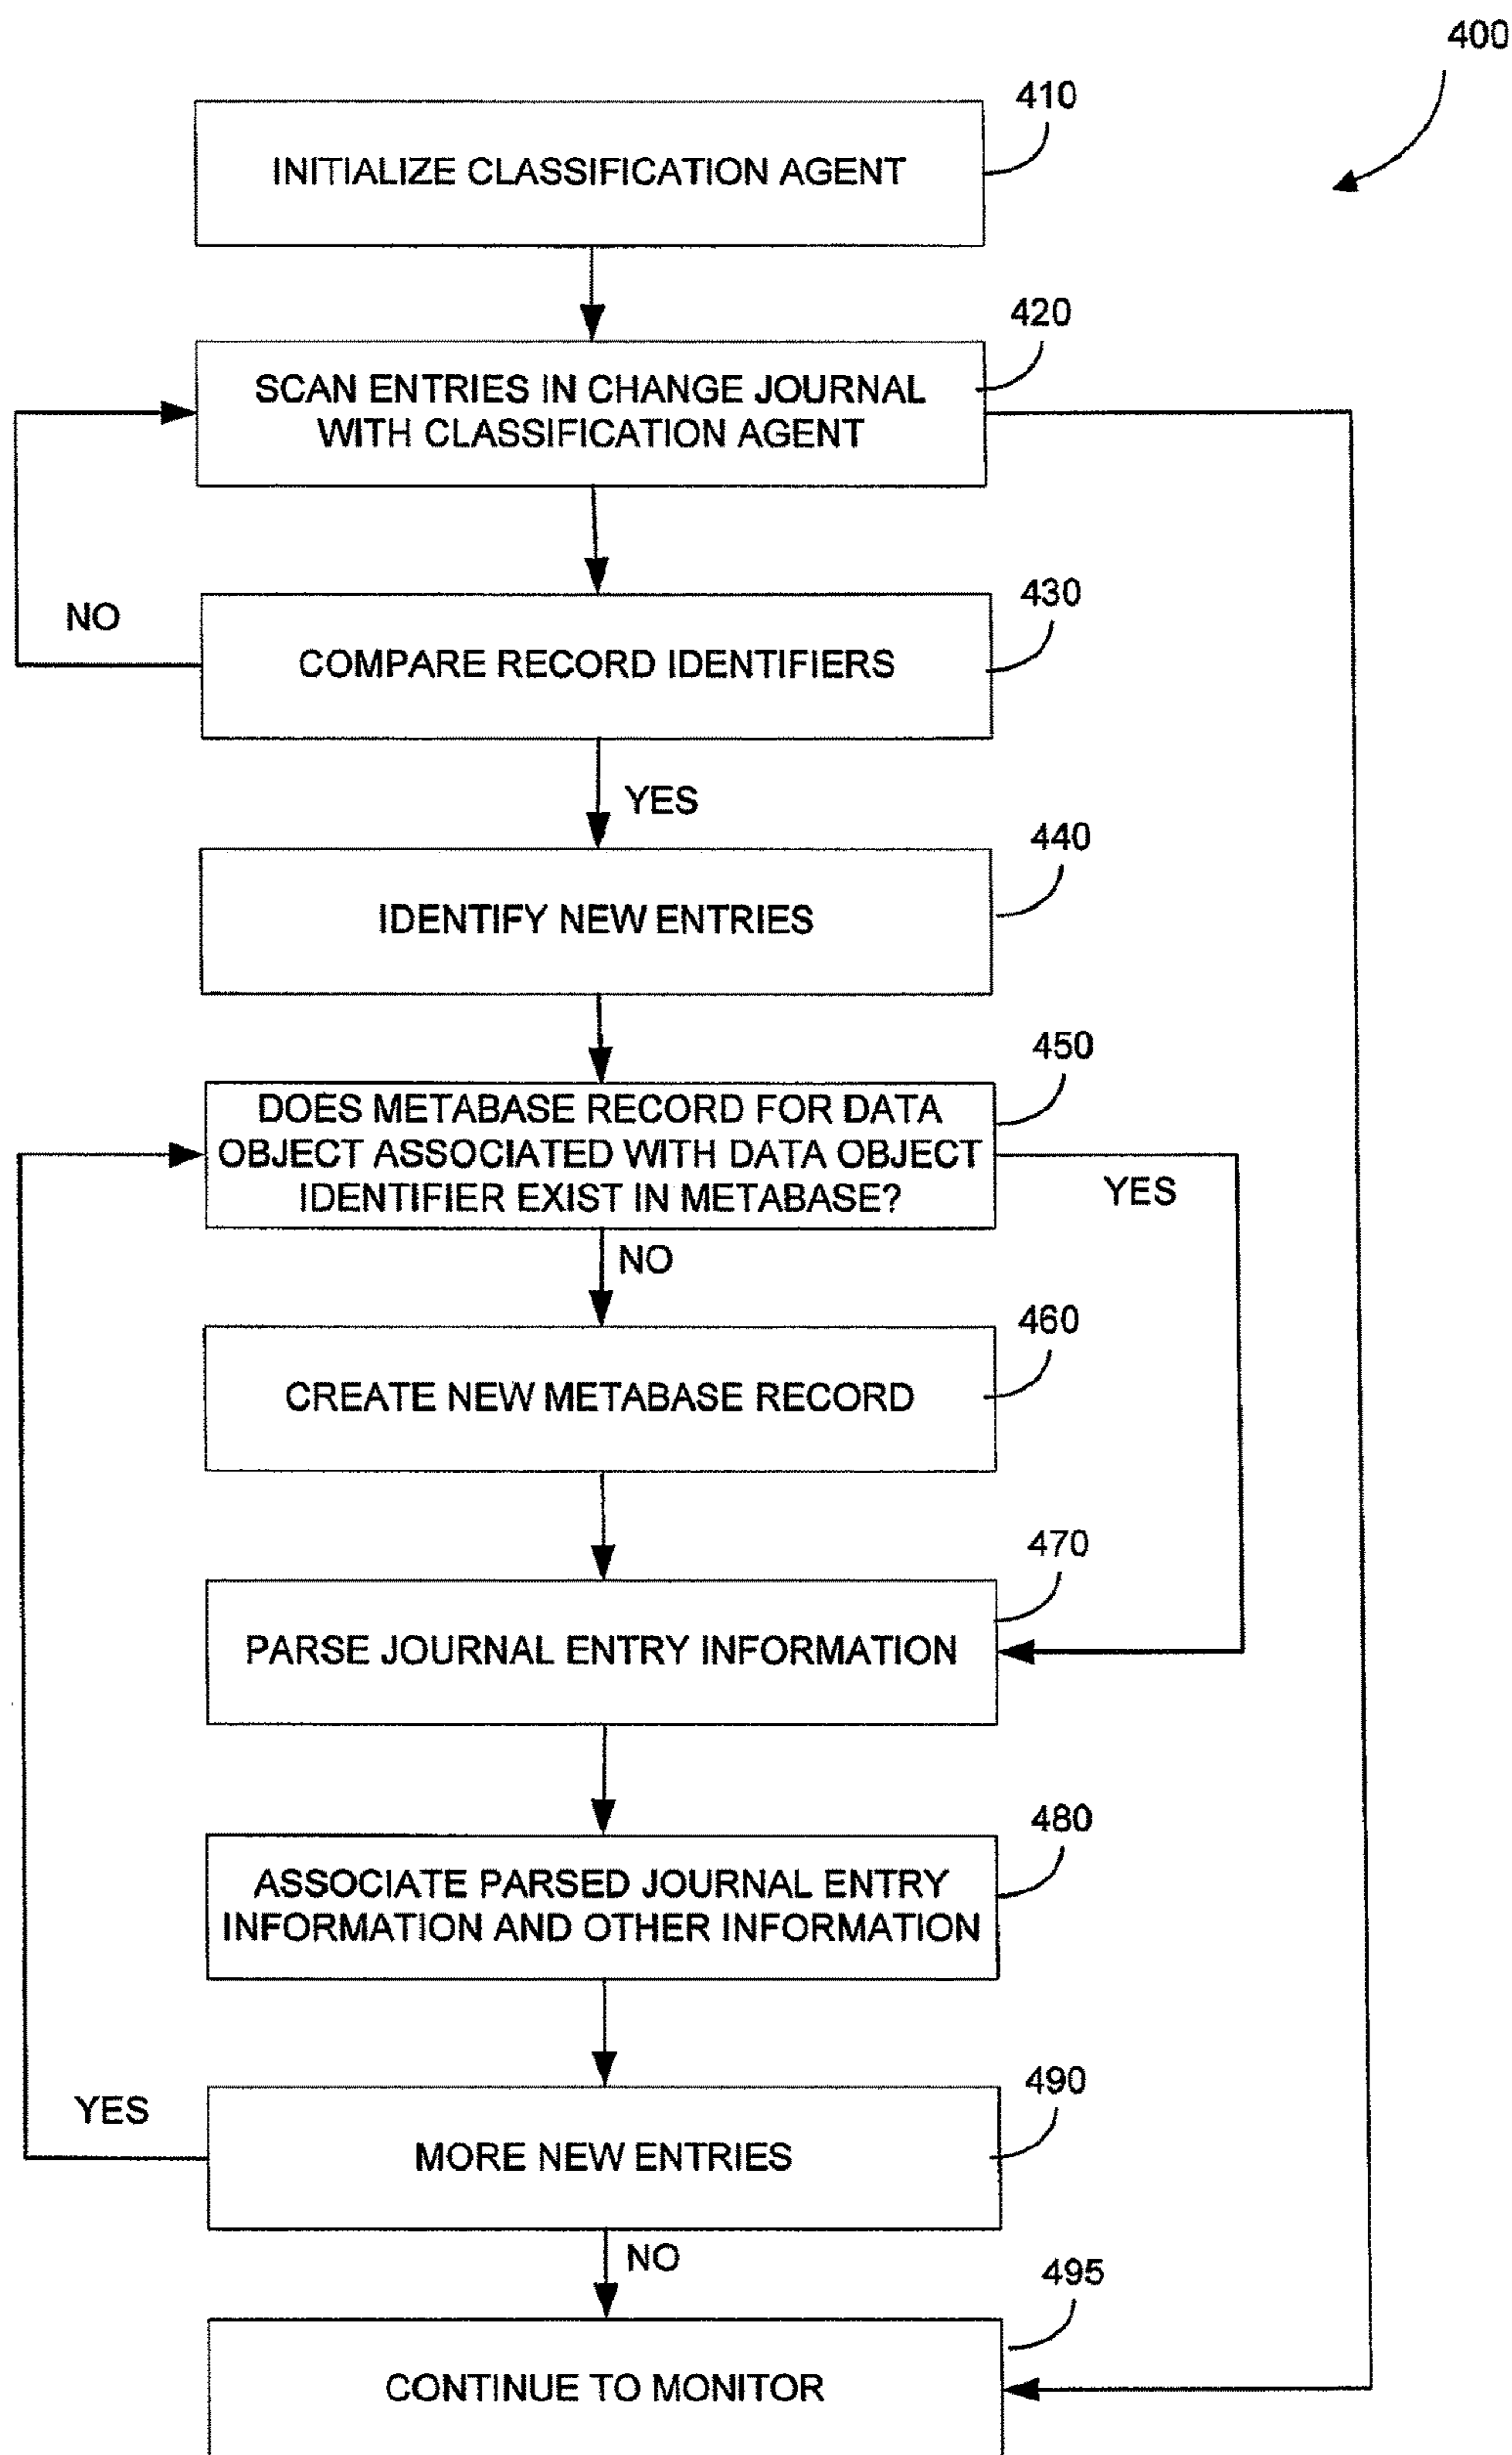 400
410
INITIALIZE CLASSIFICATION AGENT
420
SCAN ENTRIES IN CHANGE JOURNAL
WITH CLASSIFICATION AGENT
430
NO
COMPARE RECORD IDENTIFIERS
YES
440
IDENTIFY NEW ENTRIES
450
DOES METABASE RECORD FOR DATA
OBJECT ASSOCIATED WITH DATA OBJECT
IDENTIFIER EXIST IN METABASE?
YES
NO
460
CREATE NEW METABASE RECORD
470
PARSE JOURNAL ENTRY INFORMATION
480
ASSOCIATE PARSED JOURNAL ENTRY
INFORMATION AND OTHER INFORMATION
490
YES
MORE NEW ENTRIES
NO
495
CONTINUE TO MONITOR